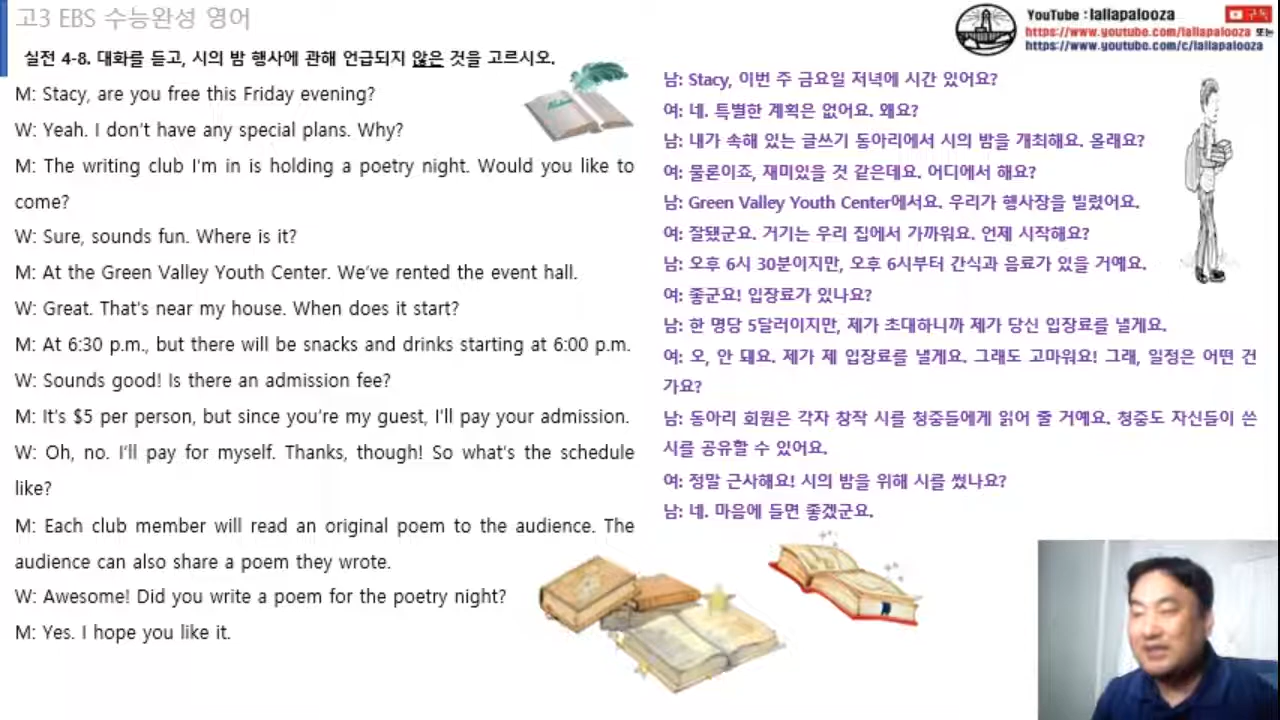 고3 EBS 수능완성 영어
YouTube : lallapalooza
구독
https://www.youtube.com/lallapalooza 또는
https://www.youtube.com/c/lallapalooza
실전 4-8. 대화를 듣고, 시의 밤 행사에 관해 언급되지 않은 것을 고르시오.
M: Stacy, are you free this Friday evening?
W: Yeah. I don't have any special plans. Why?
M: The writing club I'm in is holding a poetry night. Would you like to
come?
W: Sure, sounds fun. Where is it?
M: At the Green Valley Youth Center. We've rented the event hall.
W: Great. That's near my house. When does it start?
M: At 6:30 p.m., but there will be snacks and drinks starting at 6:00 p.m.
W: Sounds good! Is there an admission fee?
M: It's $5 per person, but since you're my guest, I'll pay your admission.
W: Oh, no. I'll pay for myself. Thanks, though! So what's the schedule
like?
M: Each club member will read an original poem to the audience. The
audience can also share a poem they wrote.
W: Awesome! Did you write a poem for the poetry night?
M: Yes. I hope you like it.
남: Stacy, 이번 주 금요일 저녁에 시간 있어요?
여: 네. 특별한 계획은 없어요. 왜요?
남: 내가 속해 있는 글쓰기 동아리에서 시의 밤을 개최해요. 올래요?
여: 물론이죠, 재미있을 것 같은데요. 어디에서 해요?
남: Green Valley Youth Center에서요. 우리가 행사장을 빌렸어요.
여: 잘됐군요. 거기는 우리 집에서 가까워요. 언제 시작해요?
남: 오후 6시 30분이지만, 오후 6시부터 간식과 음료가 있을 거예요.
여: 좋군요! 입장료가 있나요?
남: 한 명당 5달러이지만, 제가 초대하니까 제가 당신 입장료를 낼게요.
여: 오, 안 돼요. 제가 제 입장료를 낼게요. 그래도 고마워요! 그래, 일정은 어떤 건
가요?
남: 동아리 회원은 각자 창작 시를 청중들에게 읽어 줄 거예요. 청중도 자신들이 쓴
시를 공유할 수 있어요.
여: 정말 근사해요! 시의 밤을 위해 시를 썼나요?
남: 네. 마음에 들면 좋겠군요.